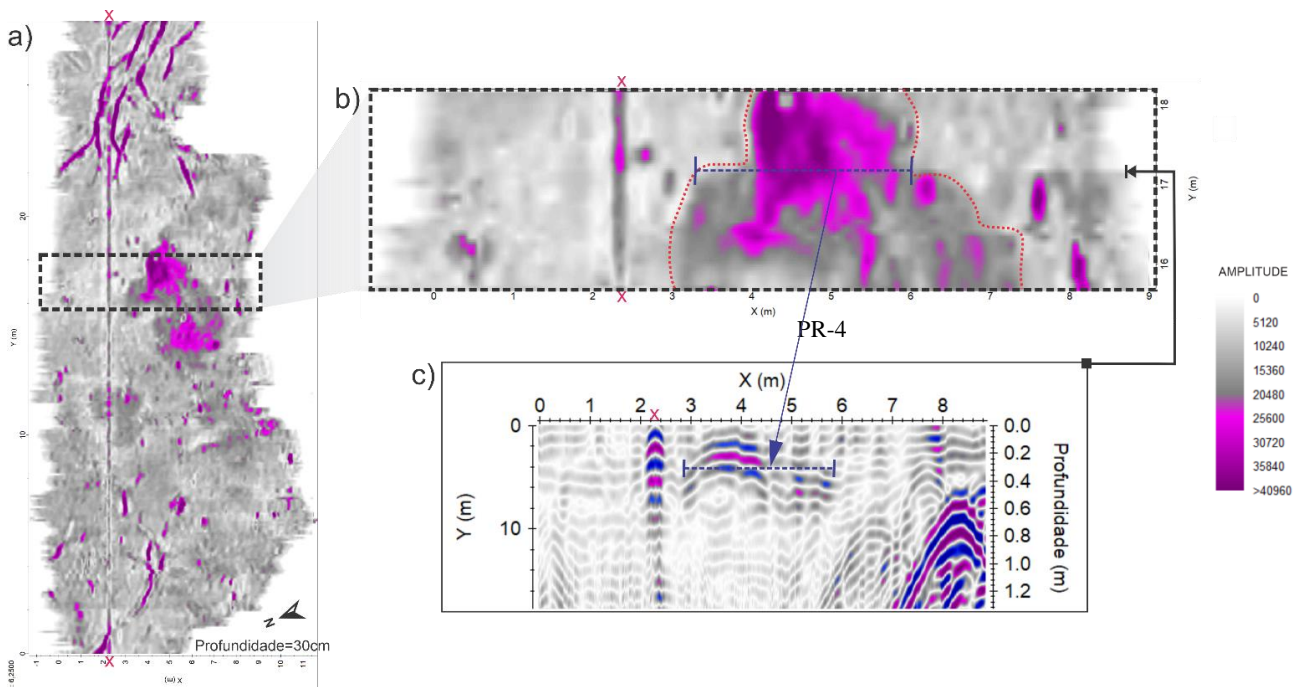 a)
X
20
10
0
Y (m)
-1 0 1 2 3 4 5 6 7 8 9 10 11
X (m)
X
N
Profundidade=30cm
: 6,2500
b)
X
18
17
16
Y (m)
0 1 2 3 4 5 6 7 8 9
X
X (m)
PR-4
c)
X (m)
0 1 2 3 4 5 6 7 8
X
0
10
Y (m)
0.0
0.2
0.4
0.6
0.8
1.0
1.2
Profundidade (m)
AMPLITUDE
0
5120
10240
15360
20480
25600
30720
35840
>40960